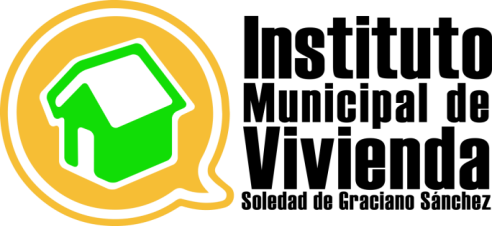 Instituto
Municipal de
Vivienda
Soledad de Graciano Sánchez